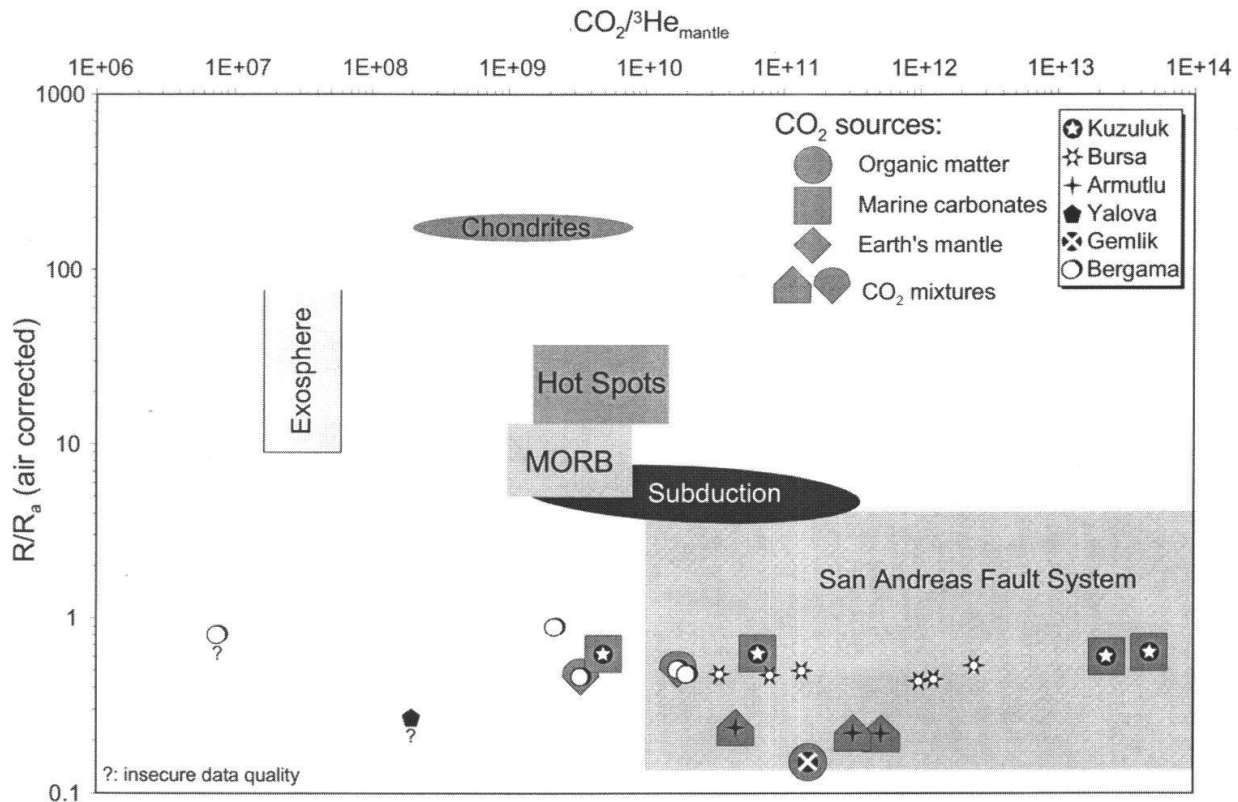 CO2/3Hemantle
1E+06 1E+07 1E+08 1E+09 1E+10 1E+11 1E+12 1E+13 1E+14
R/Ra (air corrected)
1000
100
10
1
0.1
CO2 sources:
Organic matter
Marine carbonates
Earth's mantle
CO2 mixtures
Kuzuluk
Bursa
Armutlu
Yalova
Gemlik
Bergama
Chondrites
Exosphere
Hot Spots
MORB
Subduction
San Andreas Fault System
?
?
?: insecure data quality